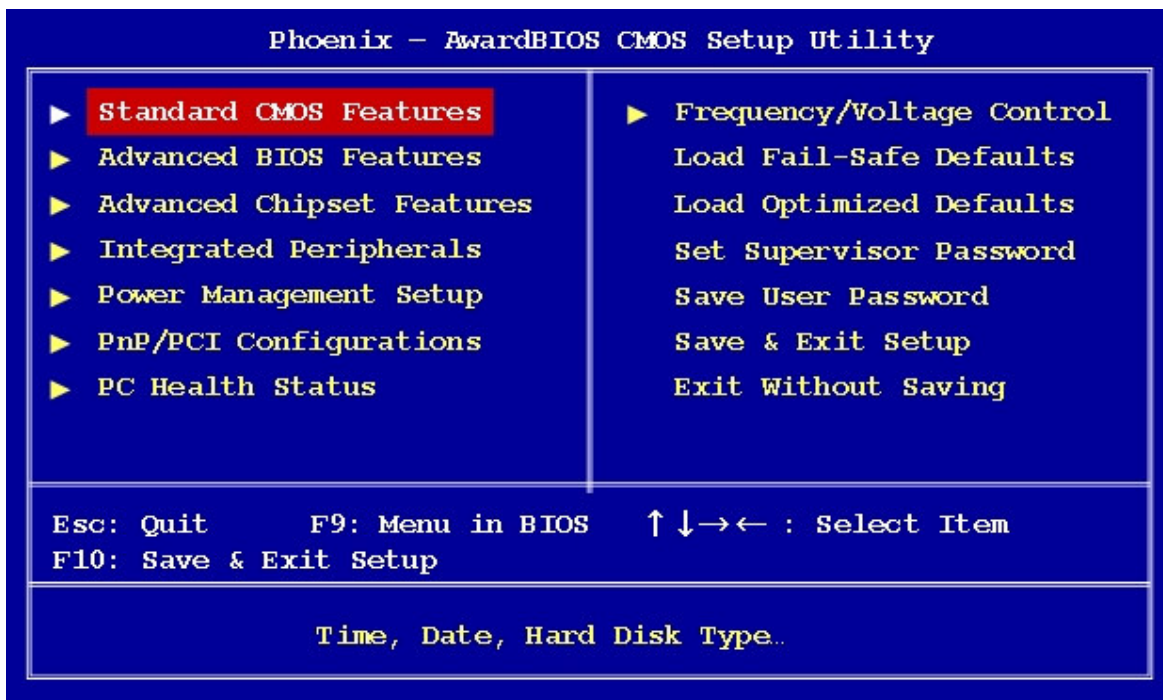 Phoenix – AwardBIOS CMOS Setup Utility
▶ Standard CMOS Features
▶ Advanced BIOS Features
▶ Advanced Chipset Features
▶ Integrated Peripherals
▶ Power Management Setup
▶ PnP/PCI Configurations
▶ PC Health Status
▶ Frequency/Voltage Control
Load Fail-Safe Defaults
Load Optimized Defaults
Set Supervisor Password
Save User Password
Save & Exit Setup
Exit Without Saving
Esc: Quit F9: Menu in BIOS ↑↓→← : Select Item
F10: Save & Exit Setup
Time, Date, Hard Disk Type…